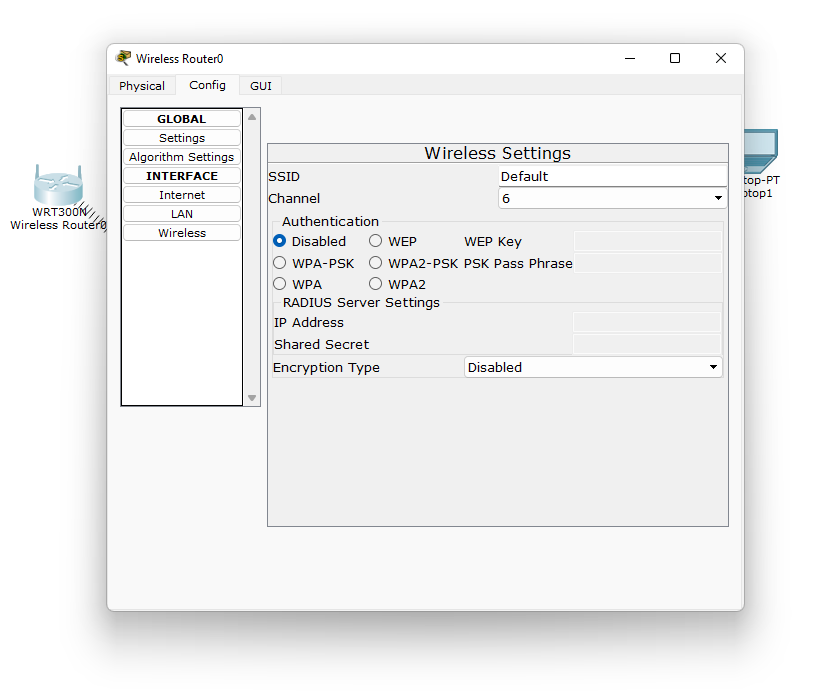 Wireless Router0
Physical Config GUI
GLOBAL
Settings
Algorithm Settings
INTERFACE
Internet
LAN
Wireless
Wireless Settings
SSID Default
Channel 6
Authentication
Disabled WEP WEP Key
WPA-PSK WPA2-PSK PSK Pass Phrase
WPA WPA2
RADIUS Server Settings
IP Address
Shared Secret
Encryption Type Disabled
WRT300N
Wireless Router0
top-PT
ptop1